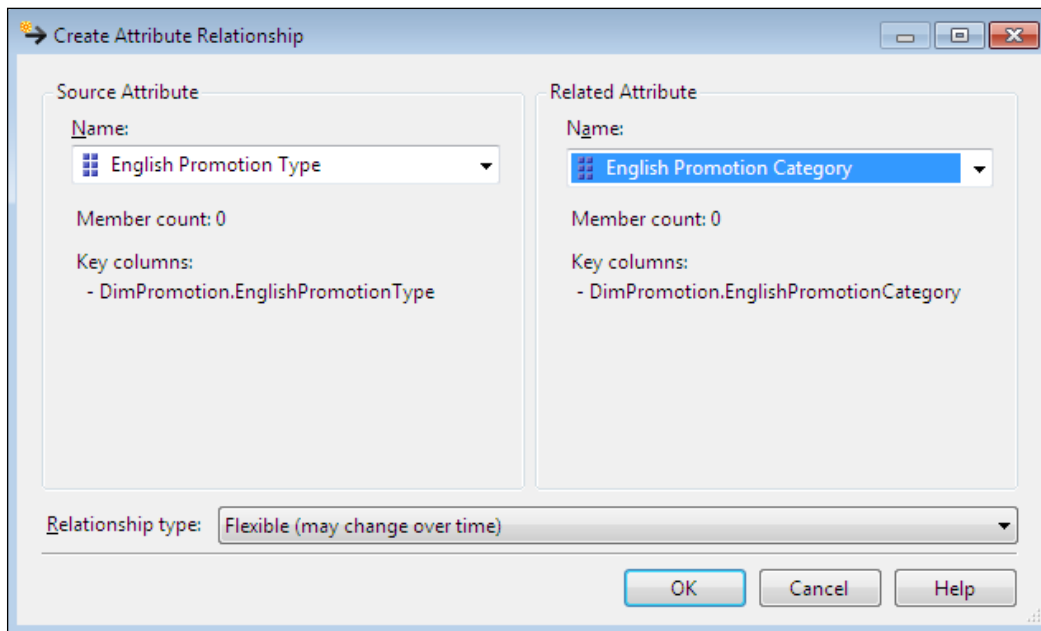 Create Attribute Relationship
Source Attribute
Name:
English Promotion Type
Member count: 0
Key columns:
- DimPromotion.EnglishPromotionType
Related Attribute
Name:
English Promotion Category
Member count: 0
Key columns:
- DimPromotion.EnglishPromotionCategory
Relationship type: Flexible (may change over time)
OK Cancel Help